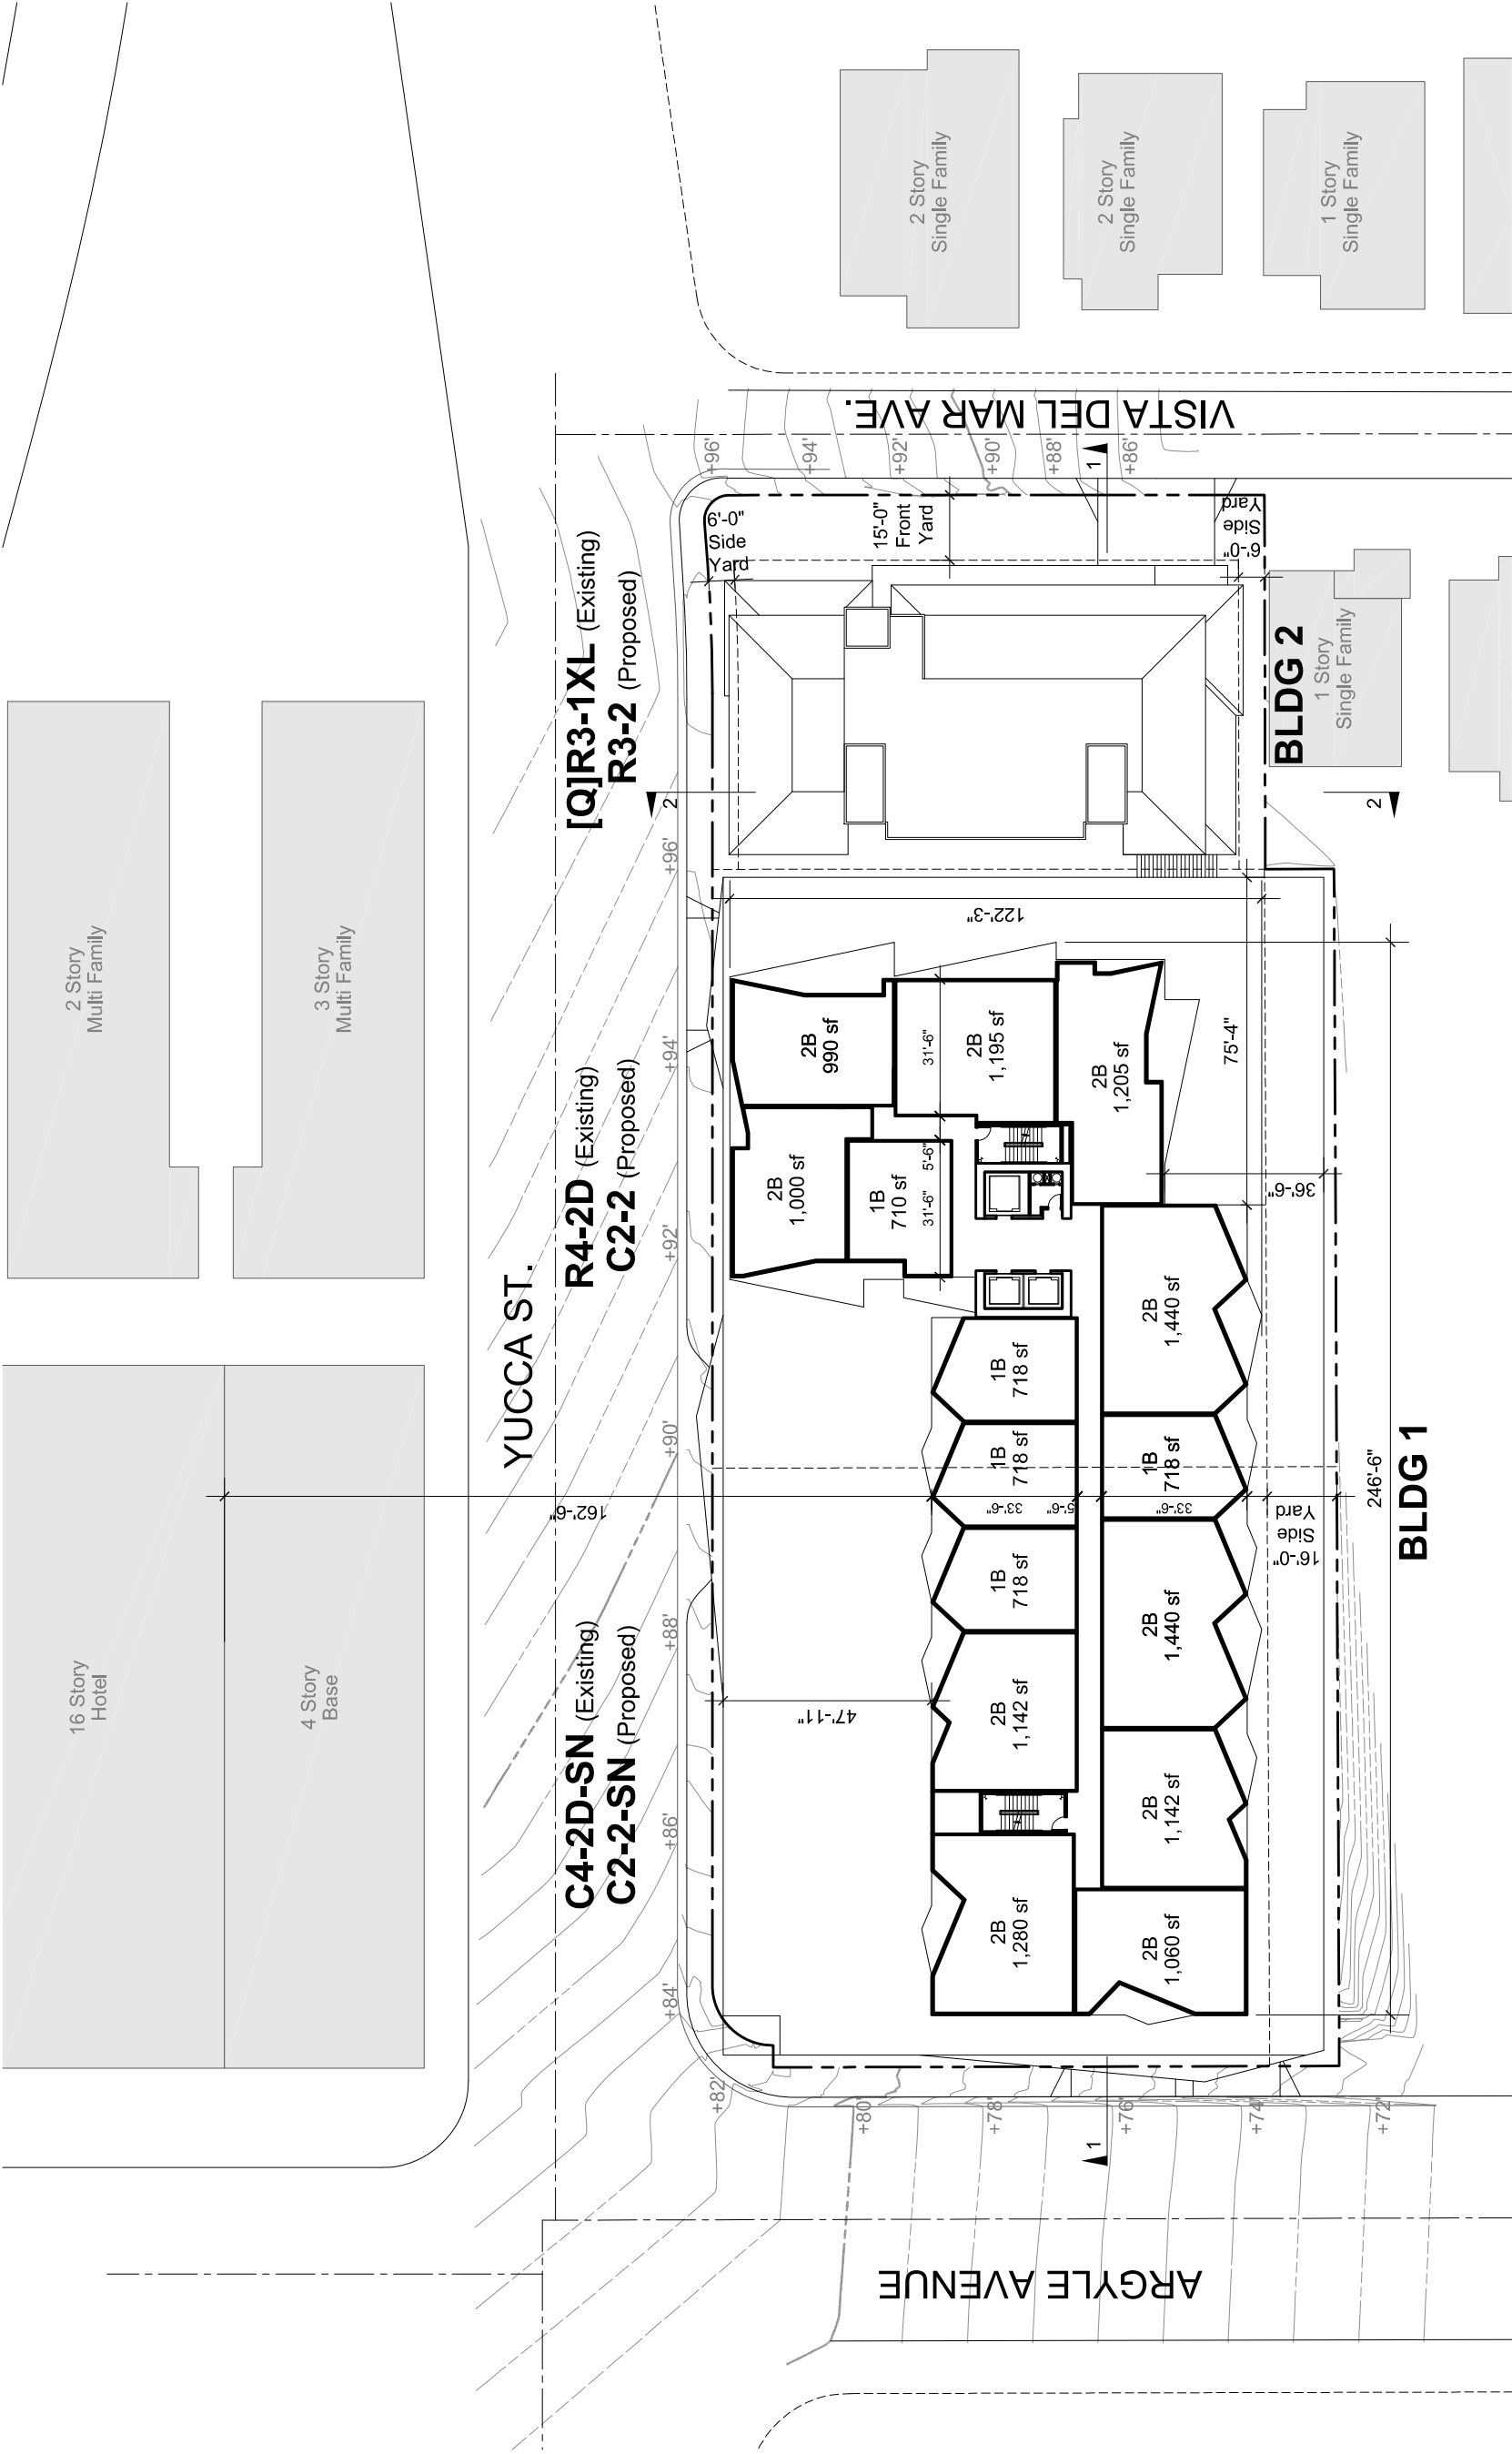 2 Story
Single Family
2 Story
Single Family
1 Story
Single Family
VISTA DEL MAR AVE.
+96'
+94'
+92'
+90'
+88'
+86'
1
6'-0"
Side
Yard
15'-0"
Front
Yard
6'-0"
Side
Yard
[Q]R3-1XL (Existing)
R3-2 (Proposed)
BLDG 2
1 Story
Single Family
2
2
2 Story
Multi Family
3 Story
Multi Family
YUCCA ST.
R4-2D (Existing)
C2-2 (Proposed)
+96'
+94'
+92'
+90'
+88'
+86'
+84'
122'-3"
2B
990 sf
31'-6"
2B
1,195 sf
2B
1,205 sf
75'-4"
2B
1,000 sf
1B
710 sf
31'-6"
5'-6"
36'-6"
2B
1,440 sf
1B
718 sf
1B
718 sf
1B
718 sf
162'-6"
33'-6"
5'-6"
33'-6"
16'-0"
Side
Yard
246'-6"
BLDG 1
1B
718 sf
2B
1,440 sf
16 Story
Hotel
4 Story
Base
C4-2D-SN (Existing)
C2-2-SN (Proposed)
47'-11"
2B
1,142 sf
2B
1,142 sf
2B
1,280 sf
2B
1,060 sf
+82'
+80'
+78'
+76'
+74'
+72'
1
ARGYLE AVENUE